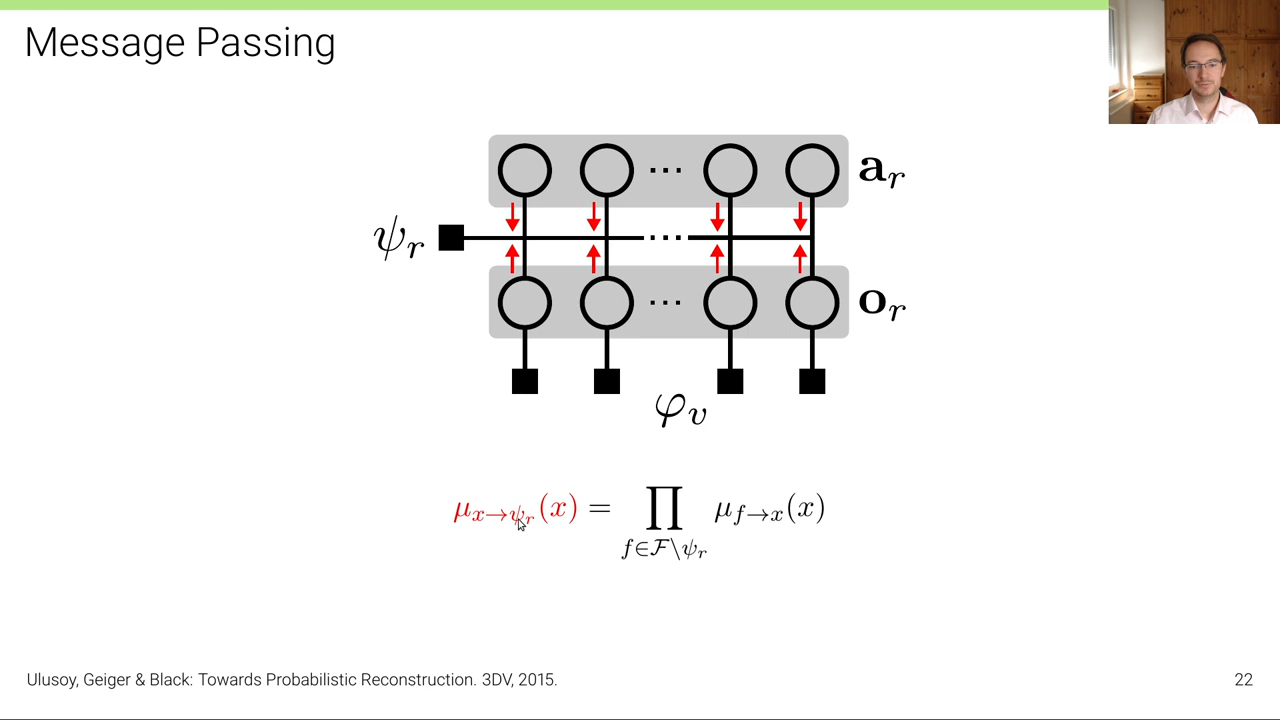 Message Passing
··· a_r
ψ_r ···
··· o_r
φ_v
μ_{x→ψ_r}(x) = ∏_{f∈ℱ\ψ_r} μ_{f→x}(x)
Ulusoy, Geiger & Black: Towards Probabilistic Reconstruction. 3DV, 2015.
22